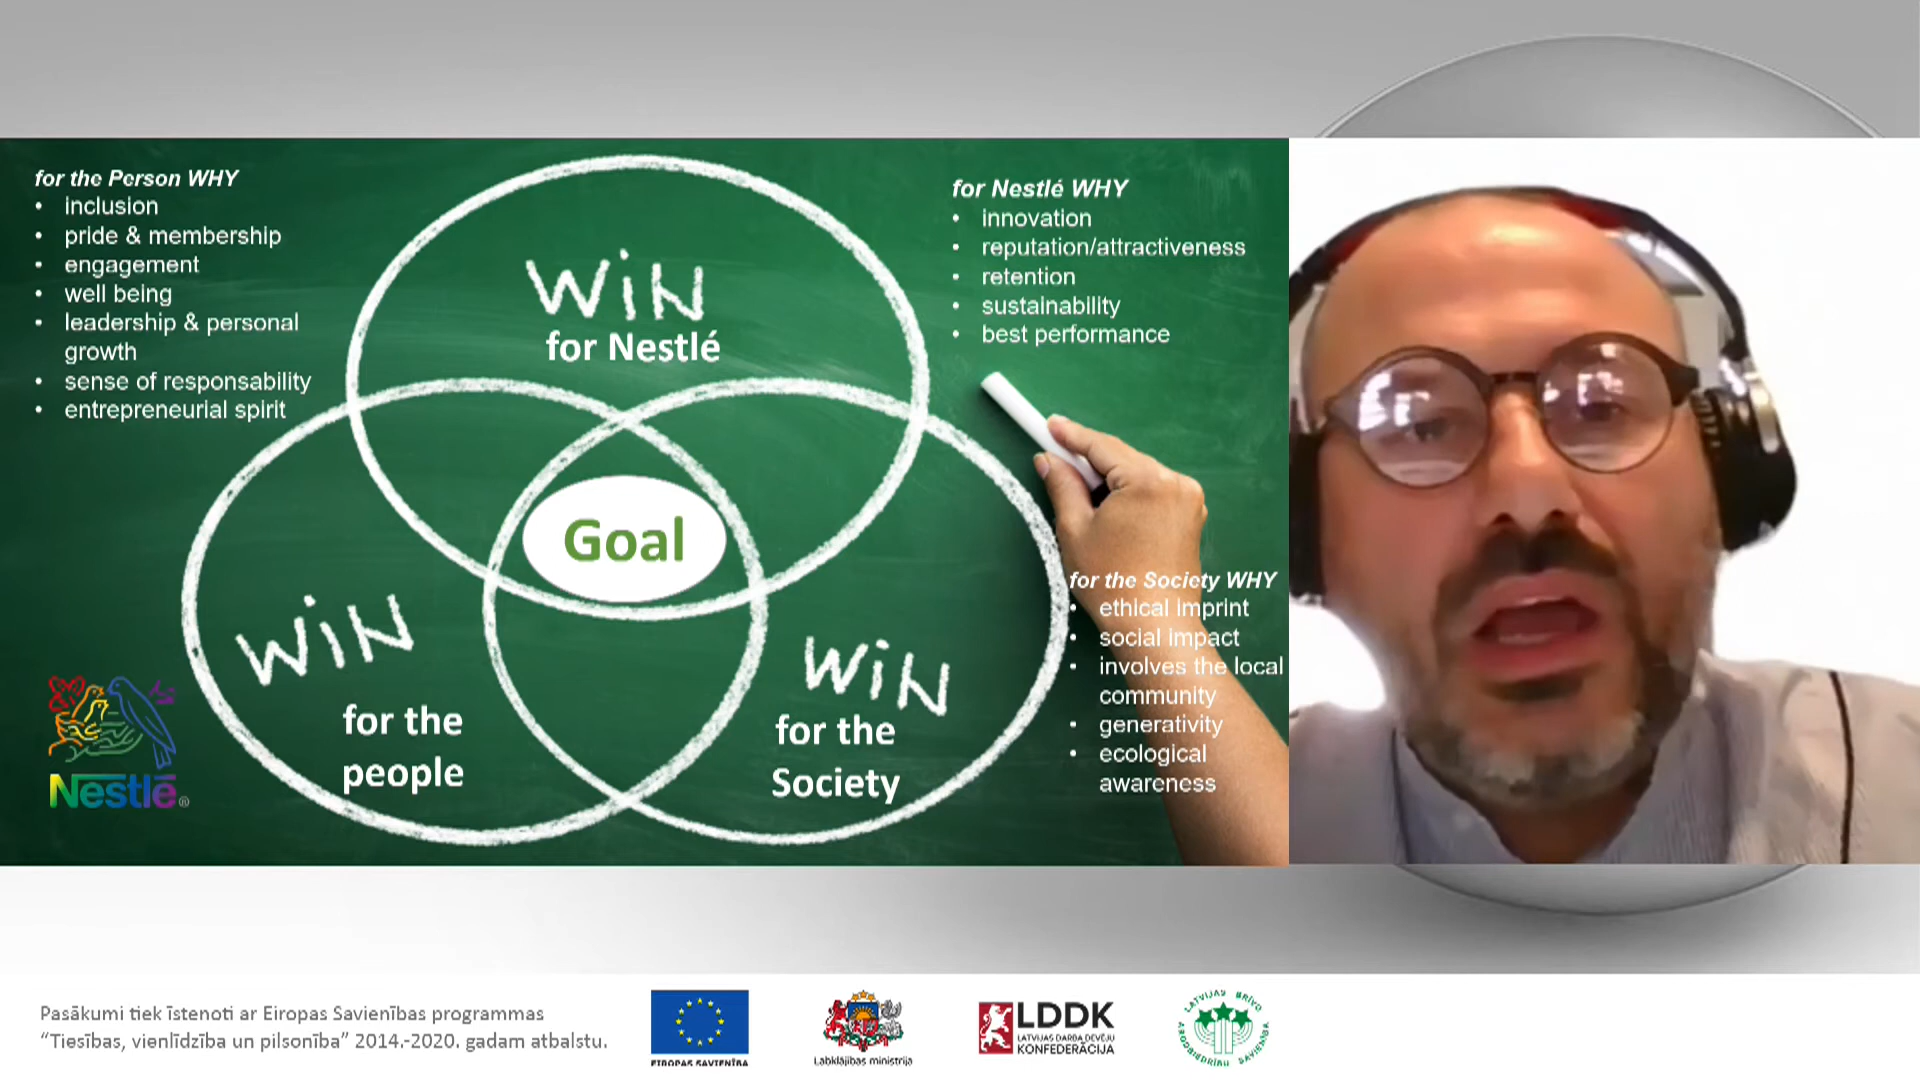 for the Person WHY
• inclusion
• pride & membership
• engagement
• well being
• leadership & personal
growth
• sense of responsability
• entrepreneurial spirit
WiN
for Nestlé
for Nestlé WHY
• innovation
• reputation/attractiveness
• retention
• sustainability
• best performance
Goal
WiN
for the
people
WiN
for the
Society
for the Society WHY
• ethical imprint
• social impact
• involves the local
community
• generativity
• ecological
awareness
Nestlé®
Pasākumi tiek īstenoti ar Eiropas Savienības programmas
“Tiesības, vienlīdzība un pilsonība” 2014.-2020. gadam atbalstu.
EIROPAS SAVIENĪBA
Labklājības ministrija
LDDK
LATVIJAS DARBA DEVĒJU
KONFEDERĀCIJA
LATVIJAS BRĪVO
ARODBIEDRĪBU SAVIENĪBA